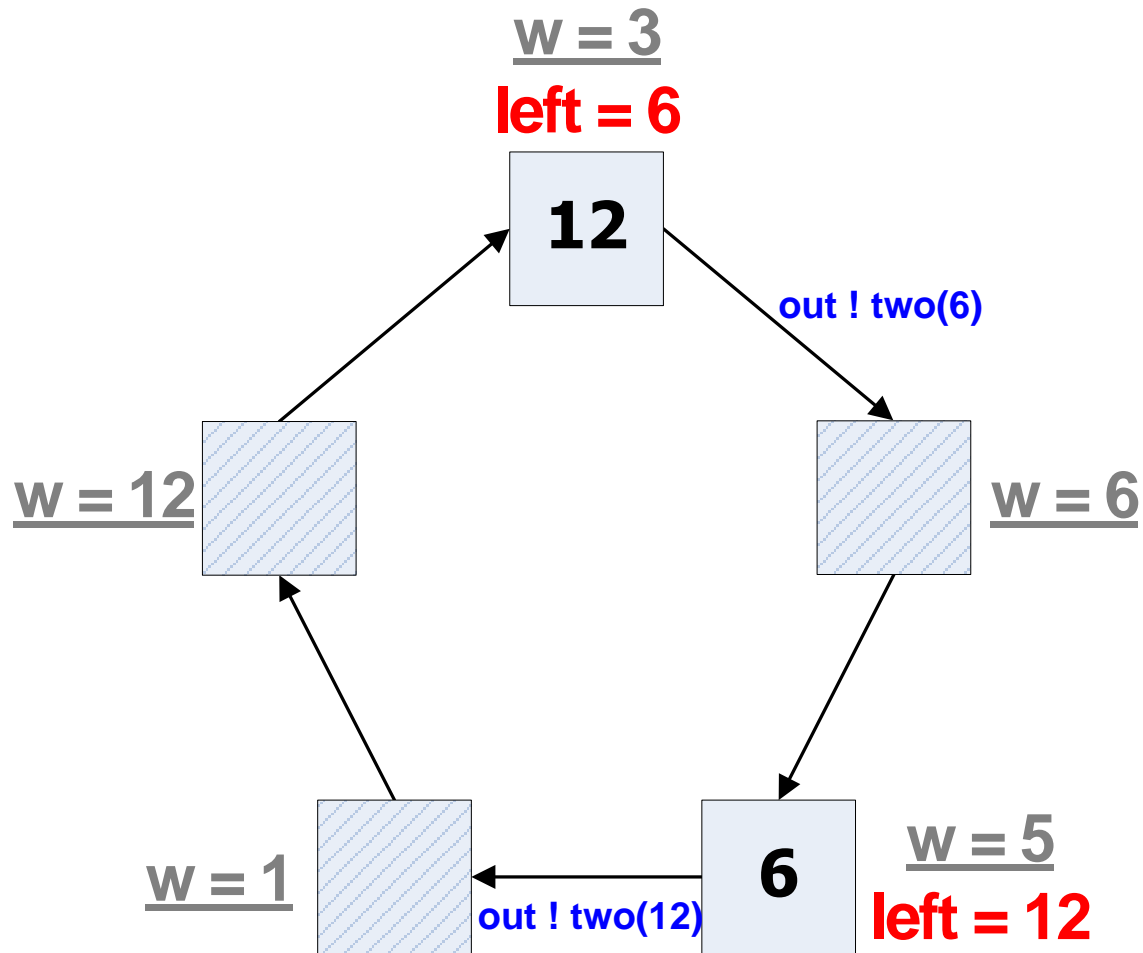 w = 3
left = 6
12
out ! two(6)
w = 12
w = 6
w = 1
out ! two(12)
6
w = 5
left = 12